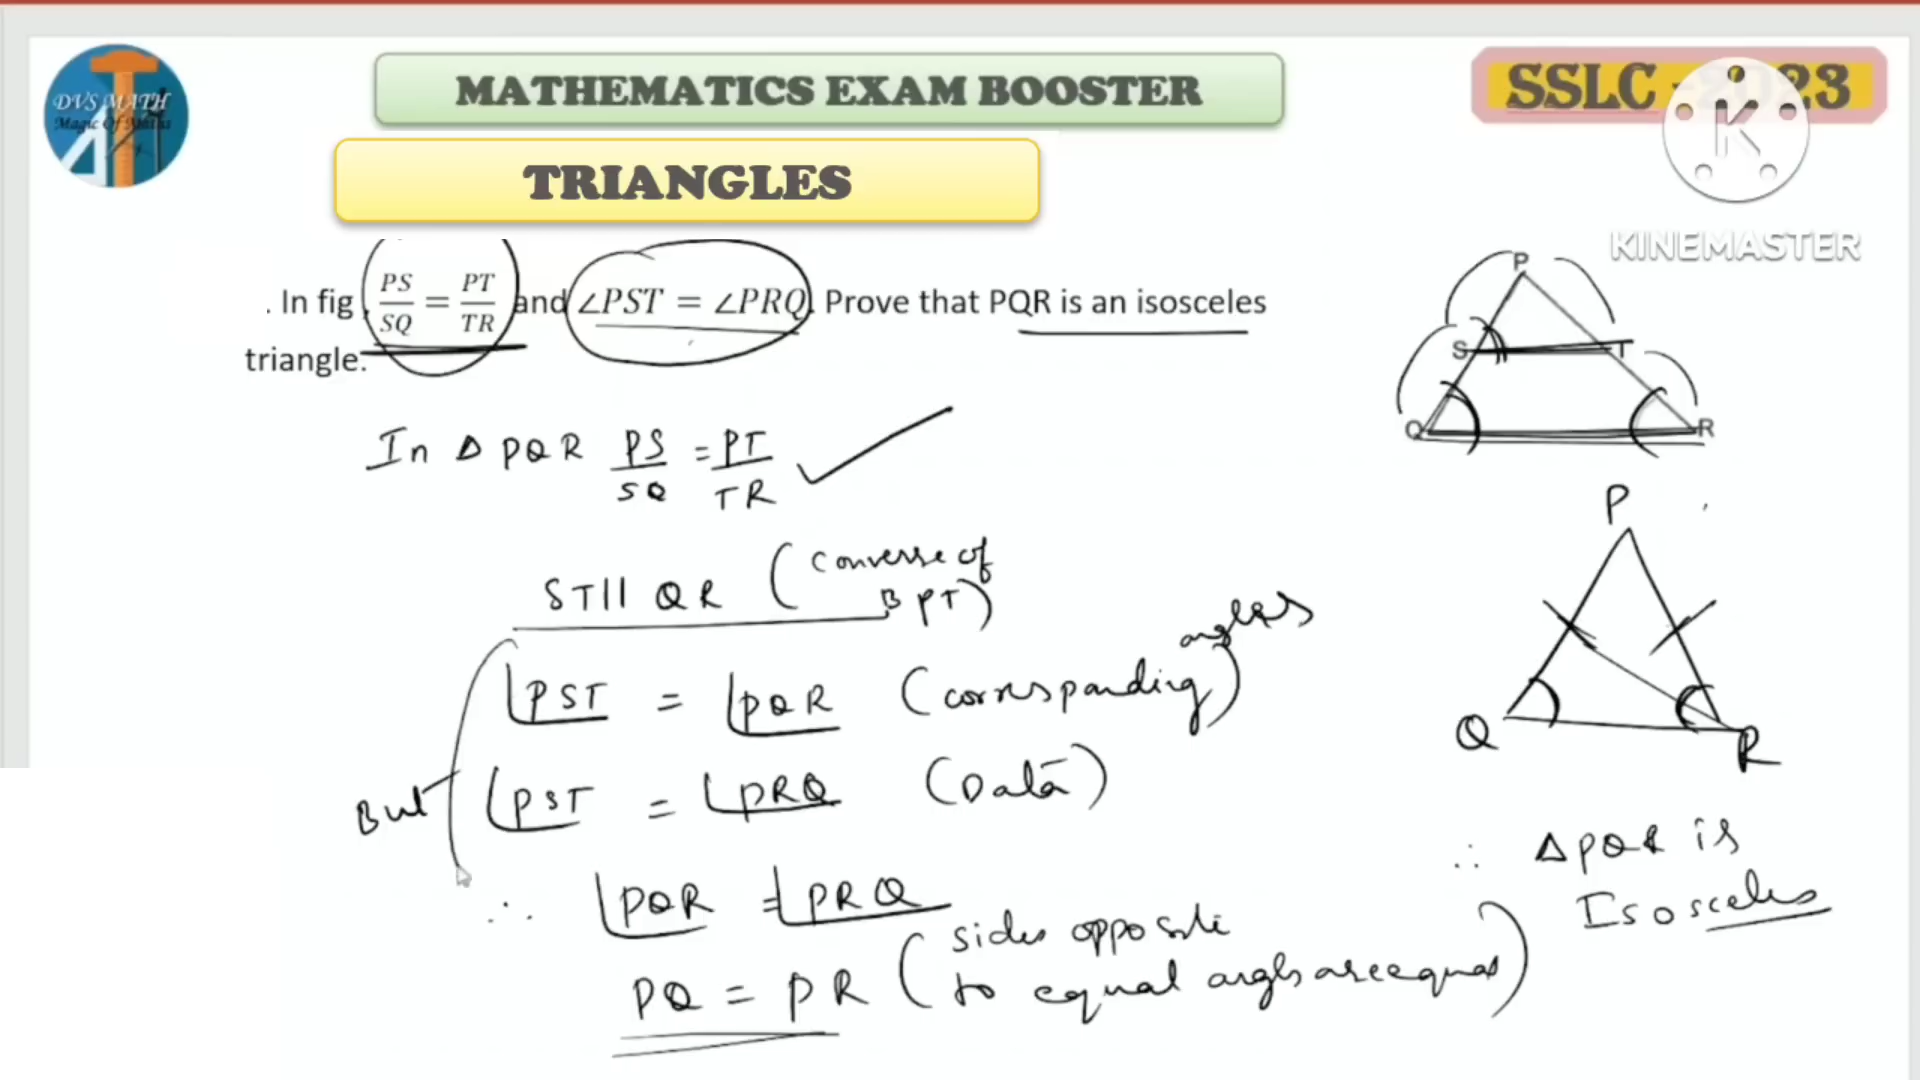 DVS MATH
Magic Of Maths
MATHEMATICS EXAM BOOSTER
SSLC - 2023
K
KINEMASTER
TRIANGLES
. In fig , PS/SQ = PT/TR and ∠PST = ∠PRQ. Prove that PQR is an isosceles
triangle.
P
S T
Q R
In Δ PQR PS/SQ = PT/TR ✓
ST || QR (converse of
BPT)
∠PST = ∠PQR (corresponding
angles)
But ∠PST = ∠PRQ (Data)
∴ ∠PQR = ∠PRQ
PQ = PR (sides opposite
to equal angles are equal)
P
Q R
∴ Δ PQR is
Isosceles